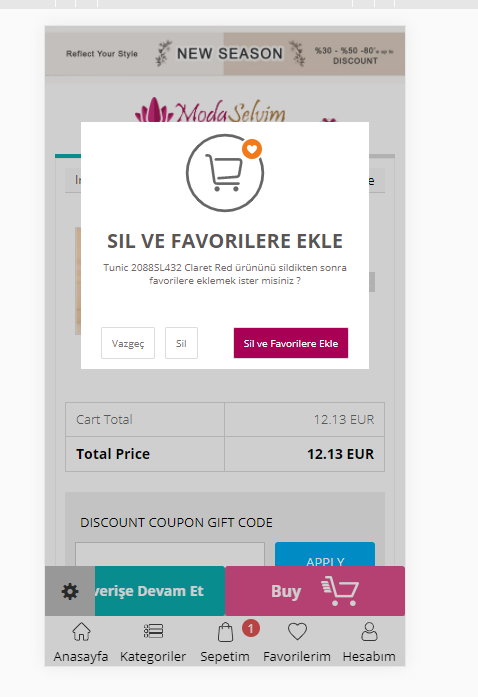 Reflect Your Style
NEW SEASON
%30 - %50 -80'e up to
DISCOUNT
ModaSelvim
SIL VE FAVORILERE EKLE
Tunic 2088SL432 Claret Red ürününü sildikten sonra
favorilere eklemek ister misiniz ?
Vazgeç
Sil
Sil ve Favorilere Ekle
Cart Total
12.13 EUR
Total Price
12.13 EUR
DISCOUNT COUPON GIFT CODE
APPLY
verişe Devam Et
Buy
1
Anasayfa
Kategoriler
Sepetim
Favorilerim
Hesabım